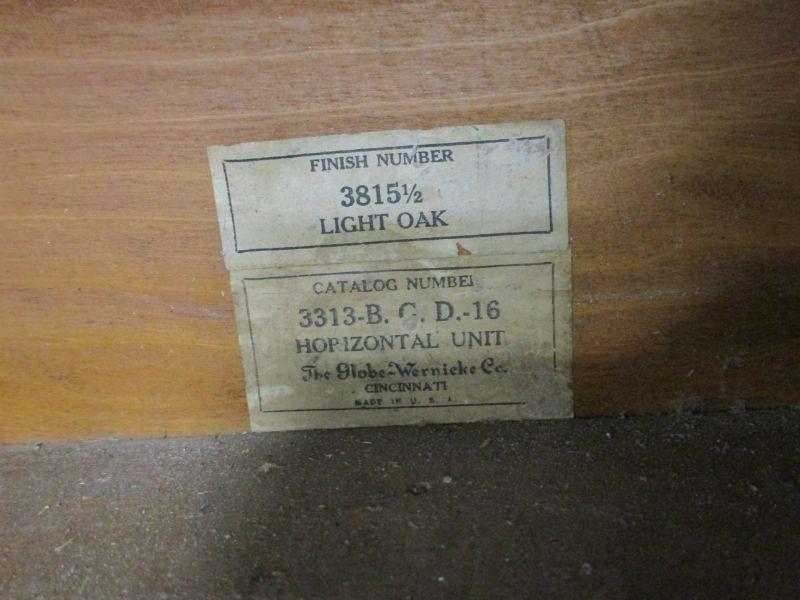 FINISH NUMBER
3815½
LIGHT OAK
CATALOG NUMBER
3313-B. C. D.-16
HORIZONTAL UNIT
The Globe-Wernicke Co.
CINCINNATI
MADE IN U. S. A.